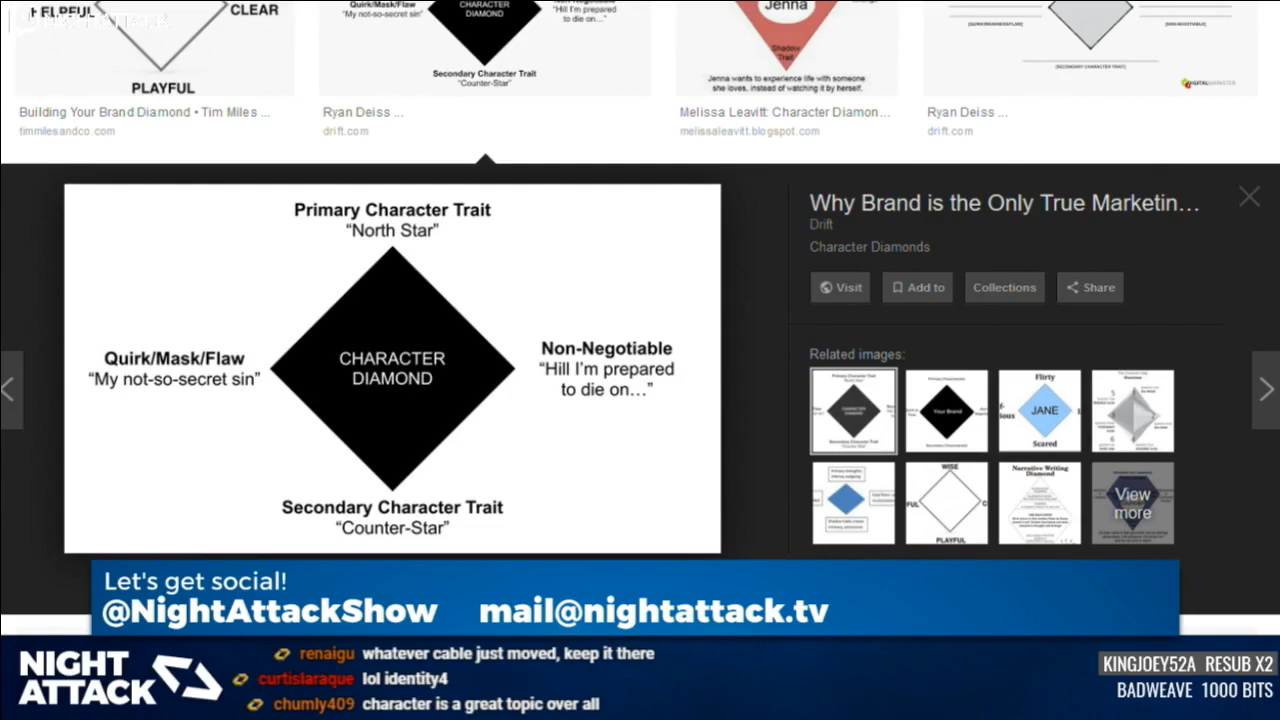 HELPFUL
CLEAR
PLAYFUL
Quirk/Mask/Flaw
"My not-so-secret sin"
CHARACTER
DIAMOND
"Hill I'm prepared
to die on..."
Secondary Character Trait
"Counter-Star"
Jenna
Shadow
Trait
Jenna wants to experience life with someone
she loves, instead of watching it by herself.
Building Your Brand Diamond • Tim Miles ...
timmilesandco.com
Ryan Deiss ...
drift.com
Melissa Leavitt: Character Diamon...
melissaleavitt.blogspot.com
Ryan Deiss ...
drift.com
Primary Character Trait
"North Star"
Quirk/Mask/Flaw
"My not-so-secret sin"
CHARACTER
DIAMOND
Non-Negotiable
"Hill I'm prepared
to die on..."
Secondary Character Trait
"Counter-Star"
Why Brand is the Only True Marketin...
Drift
Character Diamonds
Visit
Add to
Collections
Share
Related images:
Your Brand
Flirty
JANE
Scared
WISE
PLAYFUL
Narrative Writing
Diamond
View
more
Let's get social!
@NightAttackShow mail@nightattack.tv
NIGHT
ATTACK
renaigu whatever cable just moved, keep it there
curtislaraque lol identity4
chumly409 character is a great topic over all
KINGJOEY52A RESUB X2
BADWEAVE 1000 BITS